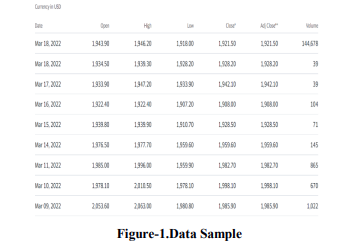 Currency in USD
Date Open High Low Close* Adj Close** Volume
Mar 18, 2022 1,943.90 1,946.20 1,918.00 1,921.50 1,921.50 144,678
Mar 18, 2022 1,934.50 1,939.30 1,928.20 1,928.20 1,928.20 39
Mar 17, 2022 1,933.90 1,947.20 1,933.90 1,942.10 1,942.10 39
Mar 16, 2022 1,922.40 1,922.40 1,907.20 1,908.00 1,908.00 104
Mar 15, 2022 1,939.80 1,939.90 1,910.70 1,928.50 1,928.50 71
Mar 14, 2022 1,976.50 1,977.70 1,959.60 1,959.60 1,959.60 145
Mar 11, 2022 1,985.00 1,996.00 1,959.90 1,982.70 1,982.70 865
Mar 10, 2022 1,978.10 2,010.50 1,978.10 1,998.10 1,998.10 670
Mar 09, 2022 2,053.60 2,063.00 1,980.80 1,985.90 1,985.90 1,022
Figure-1.Data Sample